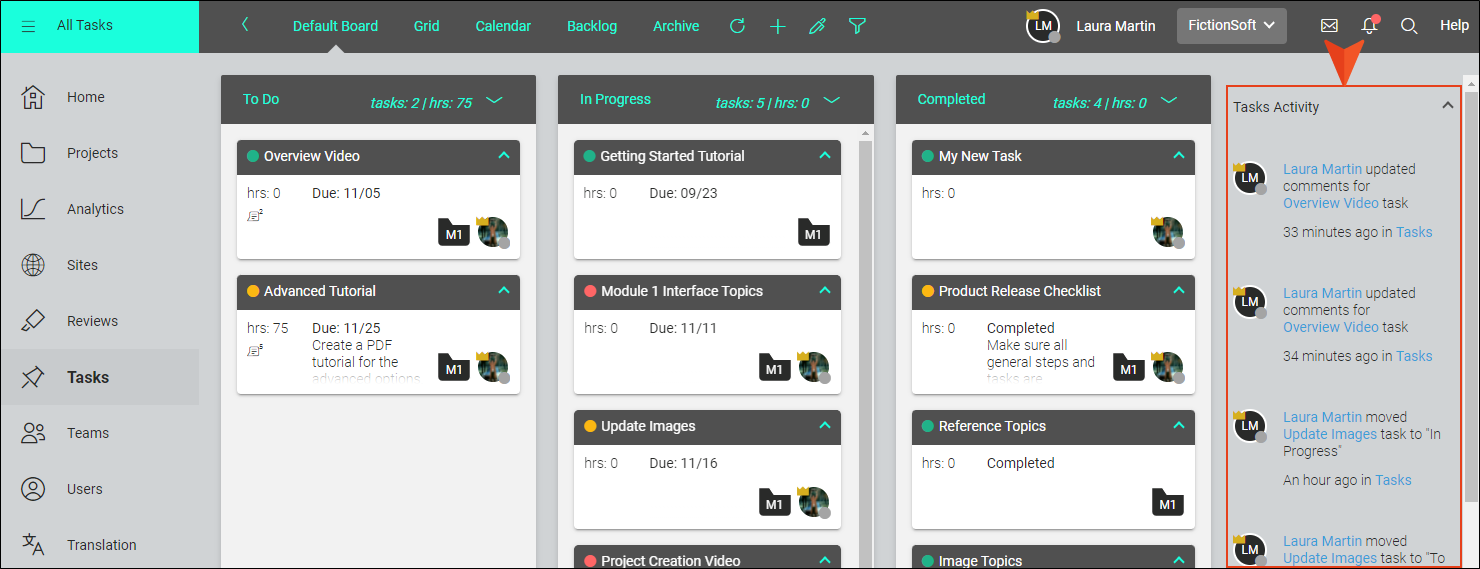 All Tasks
Default Board
Grid
Calendar
Backlog
Archive
LM
Laura Martin
FictionSoft
Help
Home
Projects
Analytics
Sites
Reviews
Tasks
Teams
Users
Translation
To Do
tasks: 2 | hrs: 75
Overview Video
hrs: 0
Due: 11/05
2
M1
Advanced Tutorial
hrs: 75
Due: 11/25
5
Create a PDF
tutorial for the
advanced options
M1
In Progress
tasks: 5 | hrs: 0
Getting Started Tutorial
hrs: 0
Due: 09/23
M1
Module 1 Interface Topics
hrs: 0
Due: 11/11
M1
Update Images
hrs: 0
Due: 11/16
M1
Project Creation Video
Completed
tasks: 4 | hrs: 0
My New Task
hrs: 0
Product Release Checklist
hrs: 0
Completed
Make sure all
general steps and
tasks are
M1
Reference Topics
hrs: 0
Completed
M1
Image Topics
Tasks Activity
LM
Laura Martin updated
comments for
Overview Video task
33 minutes ago in Tasks
LM
Laura Martin updated
comments for
Overview Video task
34 minutes ago in Tasks
LM
Laura Martin moved
Update Images task to "In
Progress"
An hour ago in Tasks
LM
Laura Martin moved
Update Images task to "To